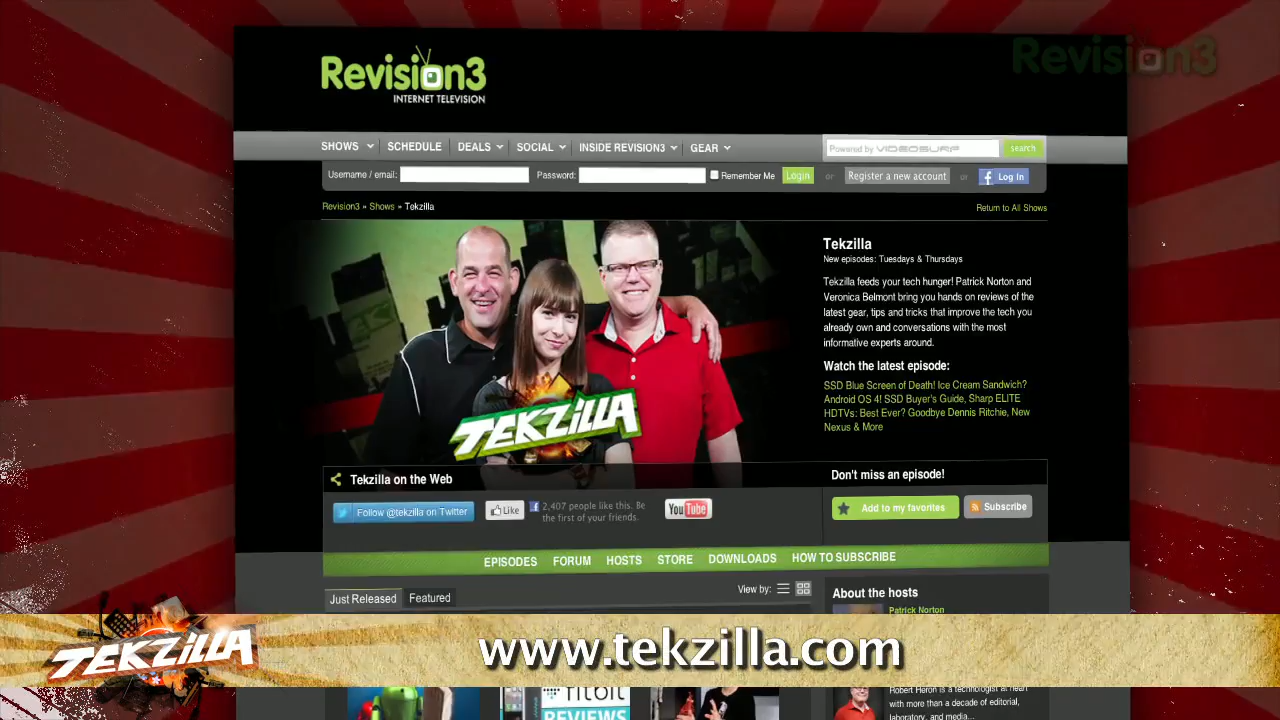 Revision3
INTERNET TELEVISION
Revision3
SHOWS
SCHEDULE
DEALS
SOCIAL
INSIDE REVISION3
GEAR
Powered by VIDEOSURF
search
Username / email:
Password:
Remember Me
Login
or
Register a new account
or
f Log In
Revision3 » Shows » Tekzilla
Return to All Shows
Tekzilla
New episodes: Tuesdays & Thursdays
Tekzilla feeds your tech hunger! Patrick Norton and
Veronica Belmont bring you hands on reviews of the
latest gear, tips and tricks that improve the tech you
already own and conversations with the most
informative experts around.
Watch the latest episode:
SSD Blue Screen of Death! Ice Cream Sandwich?
Android OS 4! SSD Buyer's Guide, Sharp ELITE
HDTVs: Best Ever? Goodbye Dennis Ritchie, New
Nexus & More
TEKZILLA
Tekzilla on the Web
Don't miss an episode!
Follow @tekzilla on Twitter
Like
f 2,407 people like this. Be
the first of your friends.
You Tube
Add to my favorites
Subscribe
EPISODES
FORUM
HOSTS
STORE
DOWNLOADS
HOW TO SUBSCRIBE
Just Released
Featured
View by:
About the hosts
Patrick Norton
TEKZILLA
www.tekzilla.com
fitbit
REVIEWS
Robert Heron is a technologist at heart
with more than a decade of editorial,
laboratory, and media...